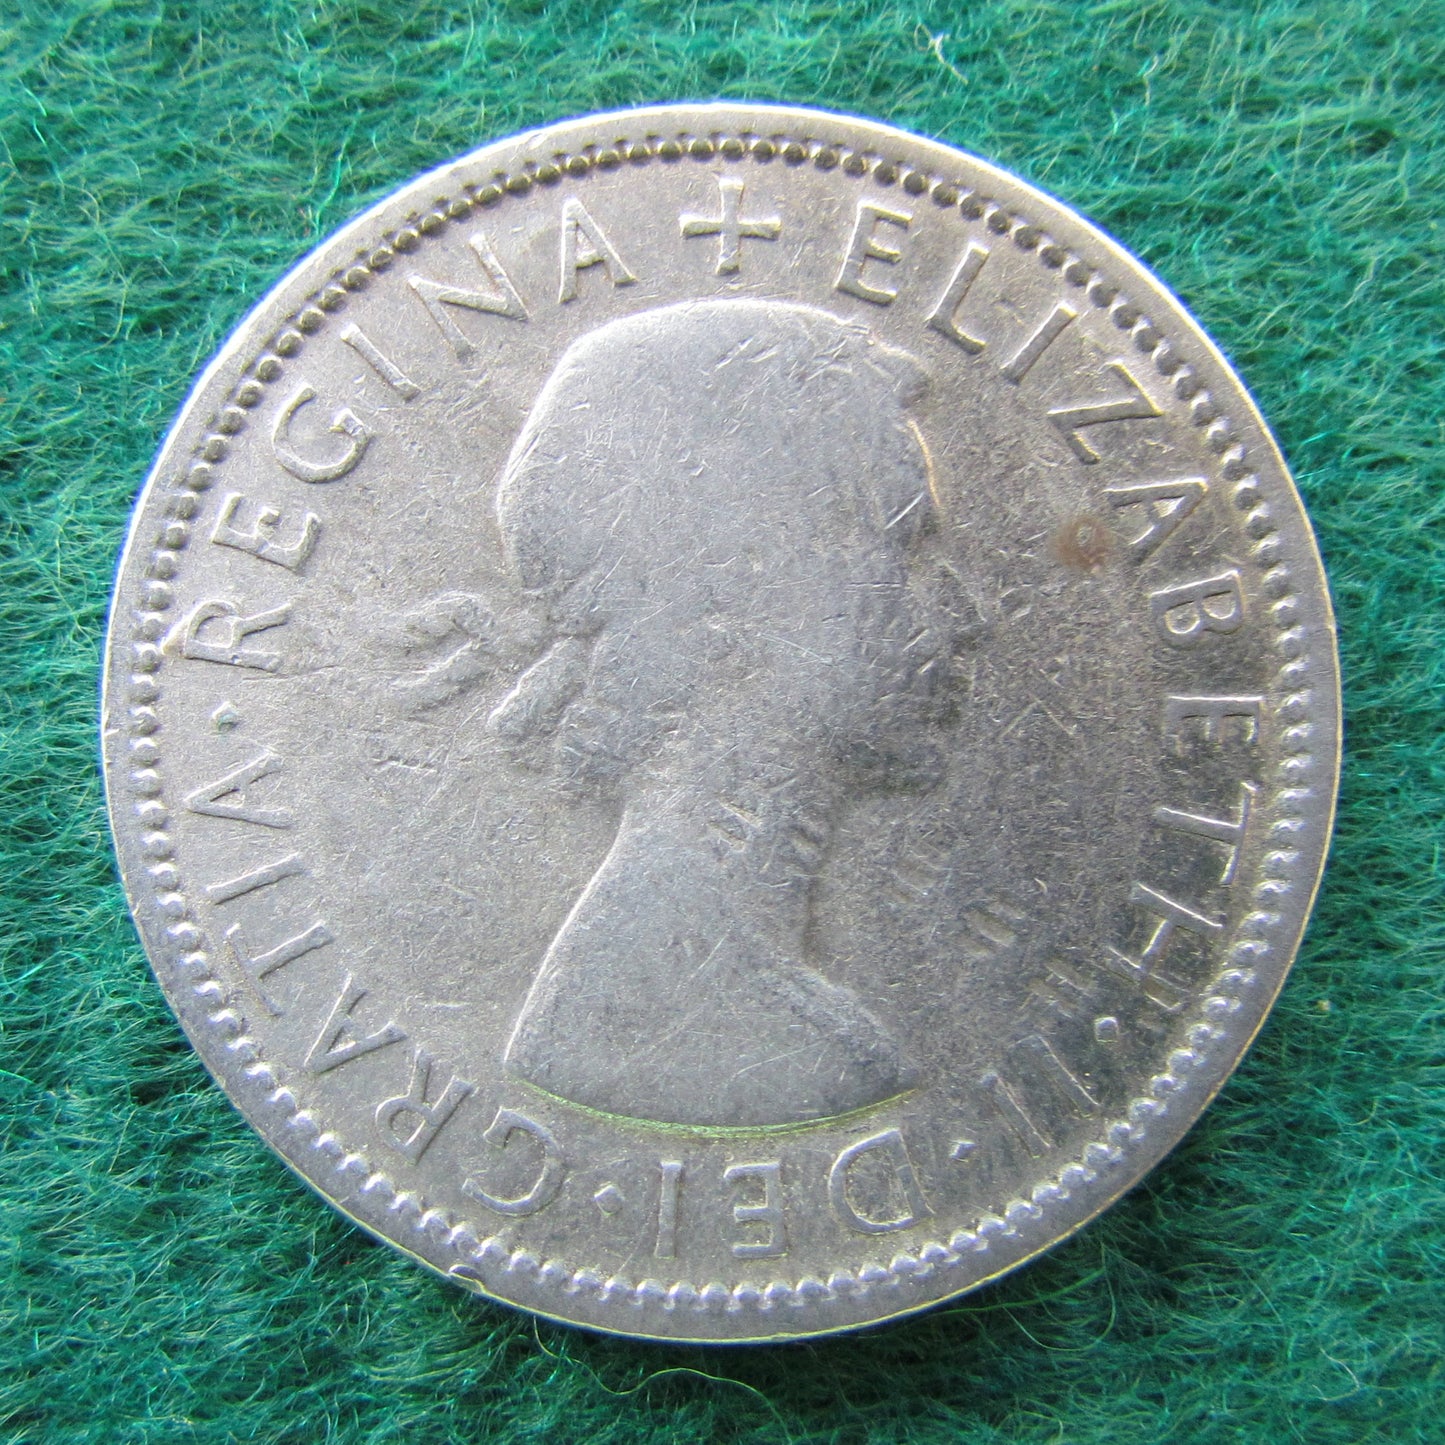 + ELIZABETH · II · DEI · GRATIA · REGINA